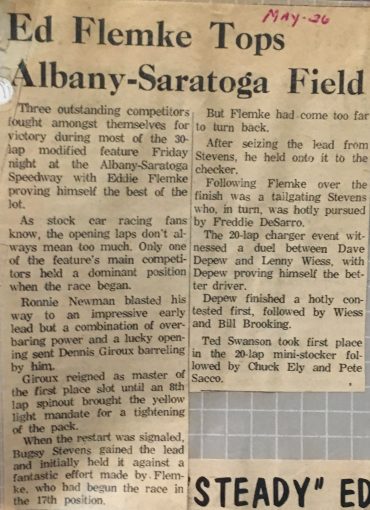 MAY-26
Ed Flemke Tops
Albany-Saratoga Field
Three outstanding competitors
fought amongst themselves for
victory during most of the 30-
lap modified feature Friday
night at the Albany-Saratoga
Speedway with Eddie Flemke
proving himself the best of the
lot.
As stock car racing fans
know, the opening laps don't al-
ways mean too much. Only one
of the feature's main competi-
tors held a dominant position
when the race began.
Ronnie Newman blasted his
way to an impressive early
lead but a combination of over-
baring power and a lucky open-
ing sent Dennis Giroux barreling
by him.
Giroux reigned as master of
the first place slot until an 8th
lap spinout brought the yellow
light mandate for a tightening
of the pack.
When the restart was signaled,
Bugsy Stevens gained the lead
and initially held it against a
fantastic effort made by Flem-
ke, who had begun the race in
the 17th position.
But Flemke had come too far
to turn back.
After seizing the lead from
Stevens, he held onto it to the
checker.
Following Flemke over the
finish was a tailgating Stevens
who, in turn, was hotly pursued
by Freddie DeSarro.
The 20-lap charger event wit-
nessed a duel between Dave
Depew and Lenny Wiess, with
Depew proving himself the bet-
ter driver.
Depew finished a hotly con-
tested first, followed by Wiess
and Bill Brooking.
Ted Swanson took first place
in the 20-lap mini-stocker fol-
lowed by Chuck Ely and Pete
Sacco.
"STEADY" ED